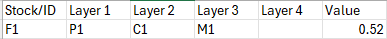 Stock/ID Layer 1 Layer 2 Layer 3 Layer 4 Value
F1 P1 C1 M1 0.52